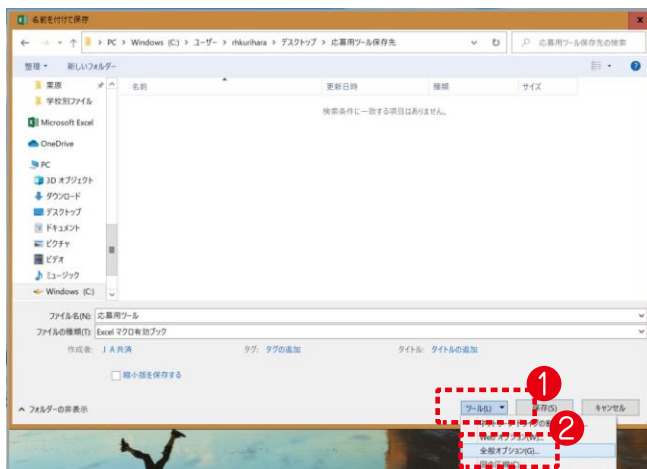 名前を付けて保存
PC > Windows (C:) > ユーザー > rhkurihara > デスクトップ > 応募用ツール保存先
応募用ツール保存先の検索
整理 新しいフォルダー
名前 更新日時 種類 サイズ
検索条件に一致する項目はありません。
栗原
学校別ファイル
Microsoft Excel
OneDrive
PC
3D オブジェクト
ダウンロード
デスクトップ
ドキュメント
ピクチャ
ビデオ
ミュージック
Windows (C:)
ファイル名(N): 応募用ツール
ファイルの種類(T): Excel マクロ有効ブック
作成者: JA共済 タグ: タグの追加 タイトル: タイトルの追加
縮小版を保存する
1
フォルダーの非表示 ツール(L) 保存(S) キャンセル
2
Web オプション(W)...
全般オプション(G)...